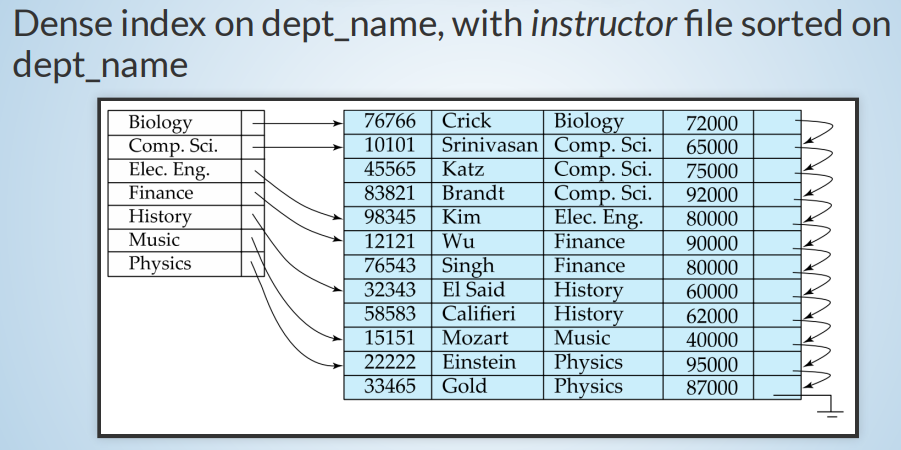 Dense index on dept_name, with instructor file sorted on
dept_name
Biology
Comp. Sci.
Elec. Eng.
Finance
History
Music
Physics
76766 Crick Biology 72000
10101 Srinivasan Comp. Sci. 65000
45565 Katz Comp. Sci. 75000
83821 Brandt Comp. Sci. 92000
98345 Kim Elec. Eng. 80000
12121 Wu Finance 90000
76543 Singh Finance 80000
32343 El Said History 60000
58583 Califieri History 62000
15151 Mozart Music 40000
22222 Einstein Physics 95000
33465 Gold Physics 87000